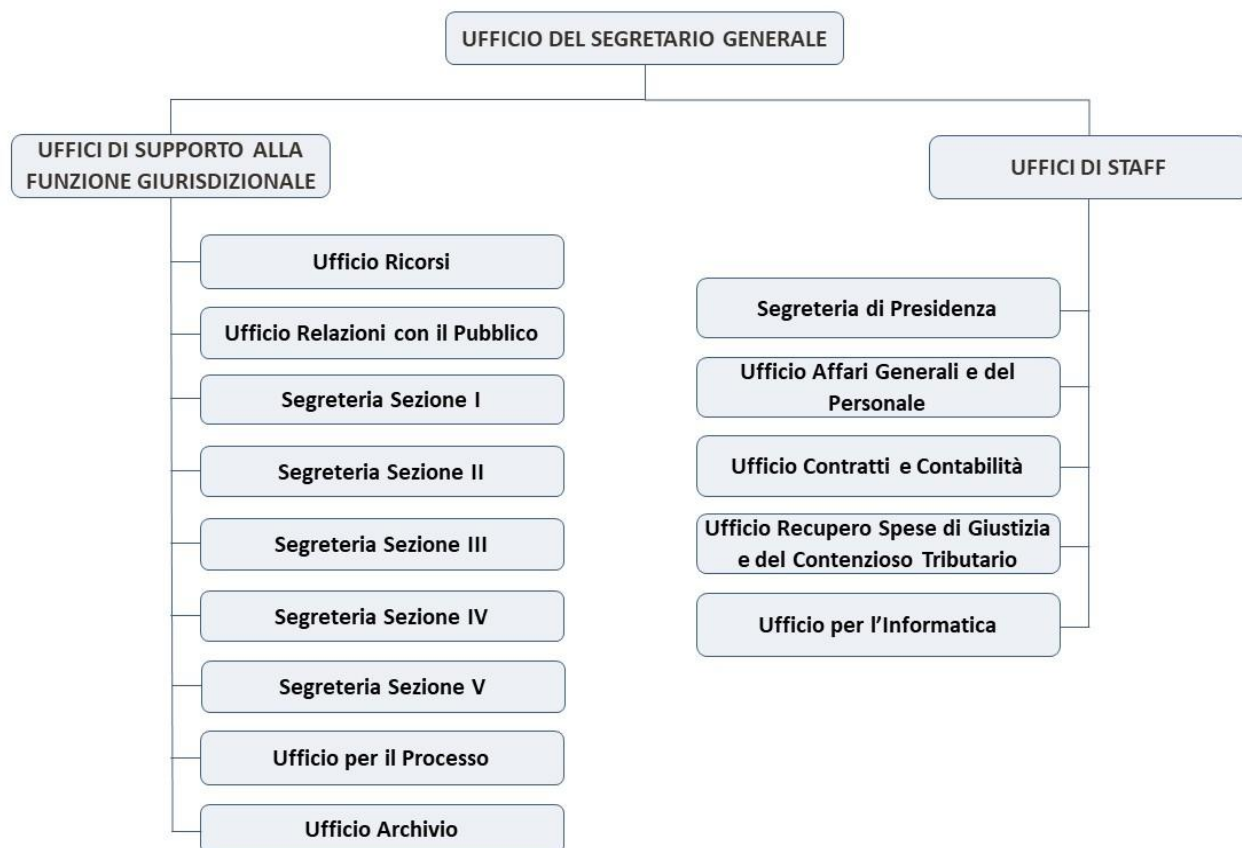 UFFICIO DEL SEGRETARIO GENERALE
UFFICI DI SUPPORTO ALLA
FUNZIONE GIURISDIZIONALE
Ufficio Ricorsi
Ufficio Relazioni con il Pubblico
Segreteria Sezione I
Segreteria Sezione II
Segreteria Sezione III
Segreteria Sezione IV
Segreteria Sezione V
Ufficio per il Processo
Ufficio Archivio
UFFICI DI STAFF
Segreteria di Presidenza
Ufficio Affari Generali e del
Personale
Ufficio Contratti e Contabilità
Ufficio Recupero Spese di Giustizia
e del Contenzioso Tributario
Ufficio per l’Informatica